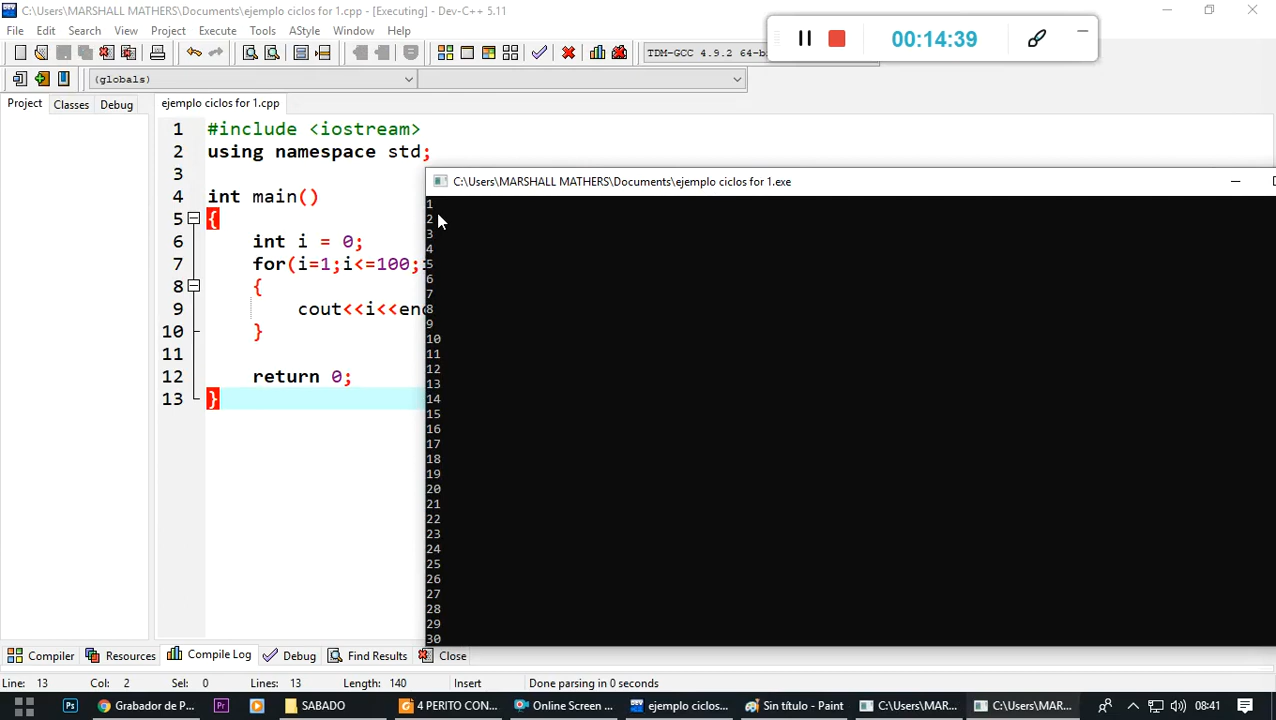 C:\Users\MARSHALL MATHERS\Documents\ejemplo ciclos for 1.cpp - [Executing] - Dev-C++ 5.11
File Edit Search View Project Execute Tools AStyle Window Help
00:14:39
TDM-GCC 4.9.2 64-b
(globals)
Project Classes Debug
ejemplo ciclos for 1.cpp
1 #include <iostream>
2 using namespace std;
3
4 int main()
5 {
6 int i = 0;
7 for(i=1;i<=100;
8 {
9 cout<<i<<en
10 }
11
12 return 0;
13 }
C:\Users\MARSHALL MATHERS\Documents\ejemplo ciclos for 1.exe
1
2
3
4
5
6
7
8
9
10
11
12
13
14
15
16
17
18
19
20
21
22
23
24
25
26
27
28
29
30
Compiler Resources Compile Log Debug Find Results Close
Line: 13 Col: 2 Sel: 0 Lines: 13 Length: 140 Insert Done parsing in 0 seconds
Ps Grabador de P... Pr SABADO 4 PERITO CON... Online Screen ... DEV ejemplo ciclos... Sin título - Paint C:\Users\MAR... C:\Users\MAR... 08:41